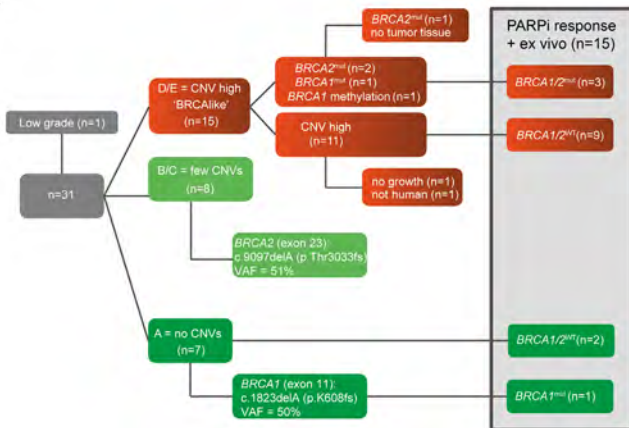 BRCA2mut (n=1)
no tumor tissue
PARPi response
+ ex vivo (n=15)
D/E = CNV high
'BRCAlike'
(n=15)
BRCA2mut (n=2)
BRCA1mut (n=1)
BRCA1 methylation (n=1)
BRCA1/2mut (n=3)
Low grade (n=1)
CNV high
(n=11)
BRCA1/2WT (n=9)
n=31
B/C = few CNVs
(n=8)
no growth (n=1)
not human (n=1)
BRCA2 (exon 23):
c.9097delA (p.Thr3033fs)
VAF = 51%
A = no CNVs
(n=7)
BRCA1/2WT (n=2)
BRCA1 (exon 11):
c.1823delA (p.K608fs)
VAF = 50%
BRCA1mut (n=1)